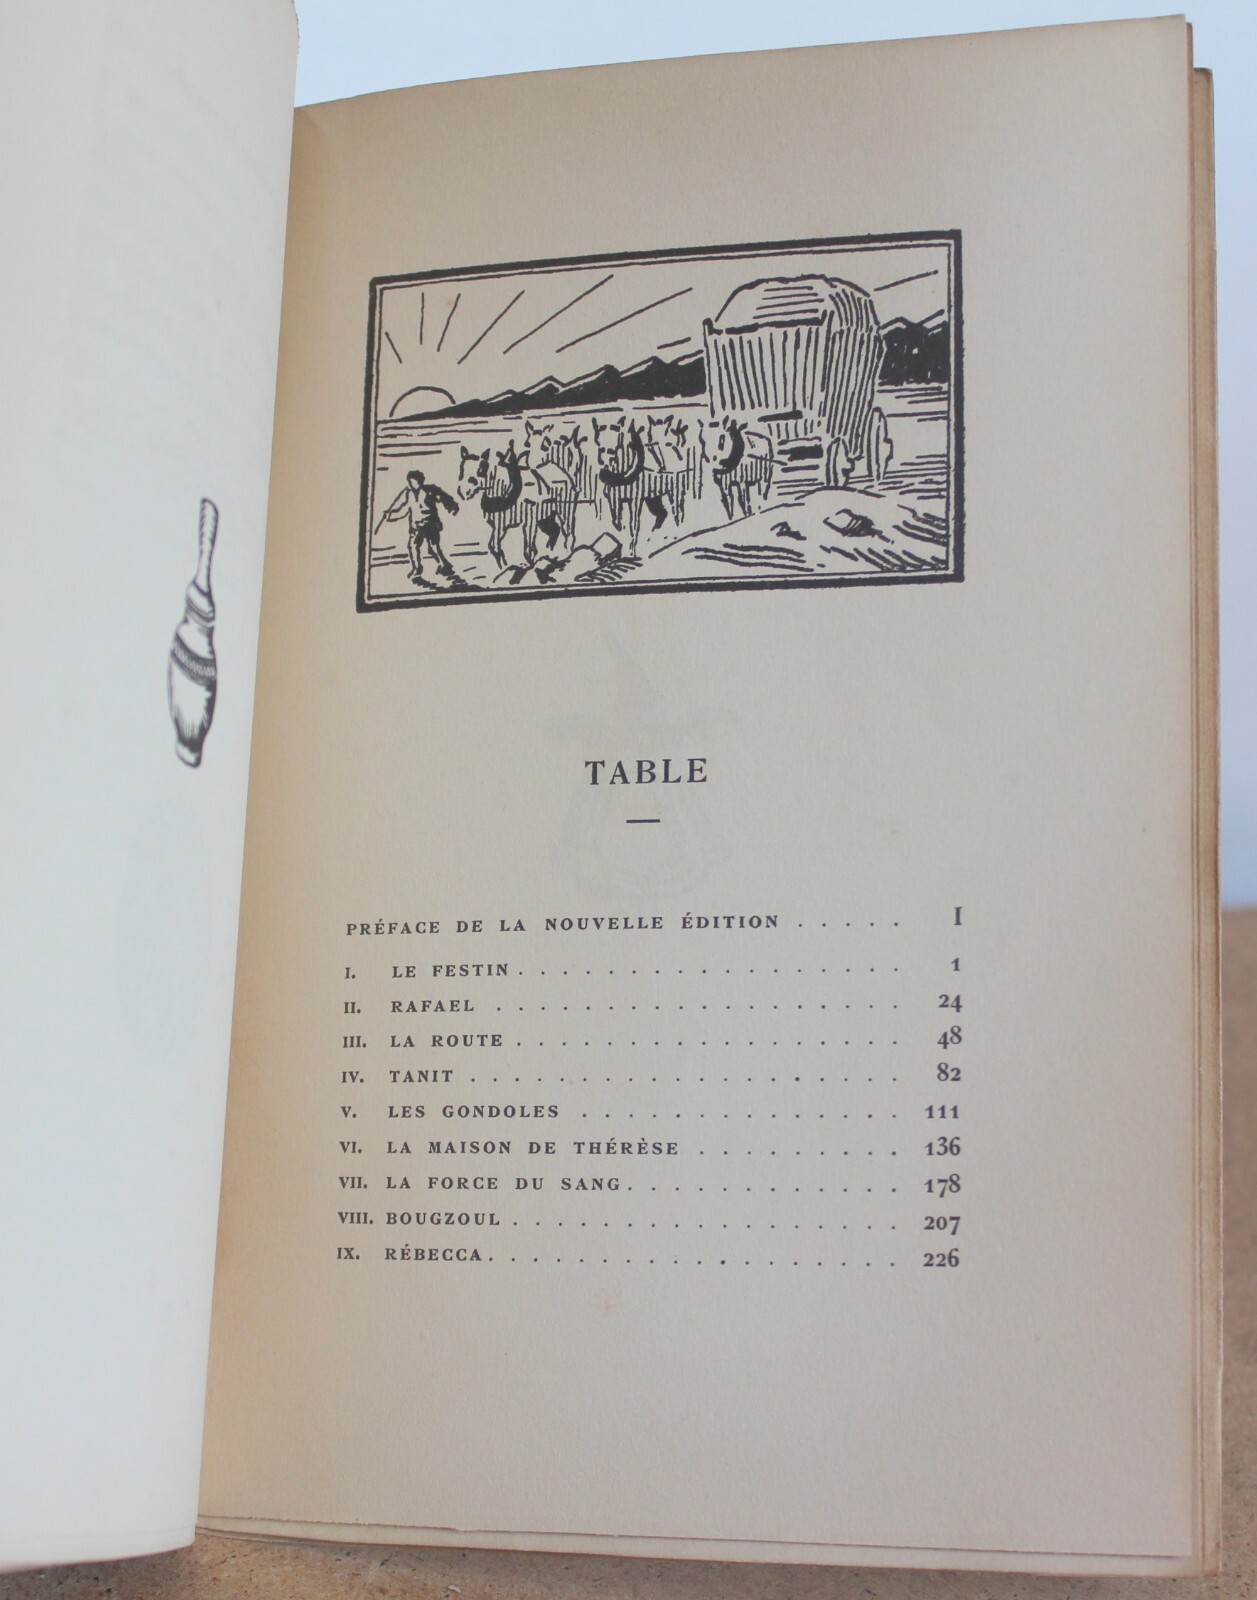 TABLE
PRÉFACE DE LA NOUVELLE ÉDITION . . . . . I
I. LE FESTIN . . . . . . . . . . . . . . . . . . 1
II. RAFAEL . . . . . . . . . . . . . . . . . . . 24
III. LA ROUTE . . . . . . . . . . . . . . . . . . 48
IV. TANIT . . . . . . . . . . . . . . . . . . . . 82
V. LES GONDOLES . . . . . . . . . . . . . . . 111
VI. LA MAISON DE THÉRÈSE . . . . . . . . . 136
VII. LA FORCE DU SANG . . . . . . . . . . . . 178
VIII. BOUGZOUL . . . . . . . . . . . . . . . . . 207
IX. RÉBECCA . . . . . . . . . . . . . . . . . . 226